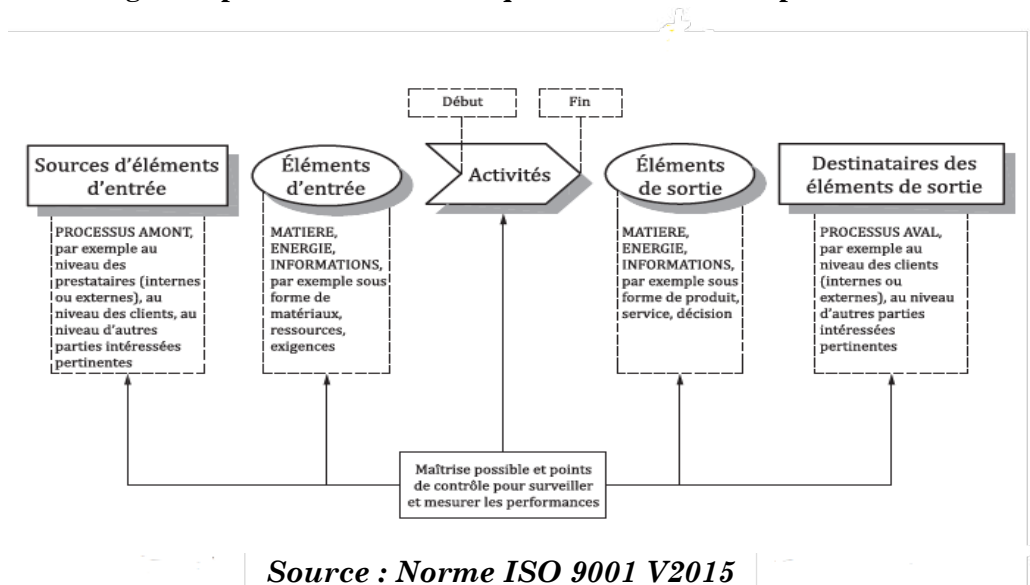 Début
Fin
Sources d'éléments
d'entrée
Éléments
d'entrée
Activités
Éléments
de sortie
Destinataires des
éléments de sortie
PROCESSUS AMONT,
par exemple au
niveau des
prestataires (internes
ou externes), au
niveau des clients, au
niveau d'autres
parties intéressées
pertinentes
MATIERE,
ENERGIE,
INFORMATIONS,
par exemple sous
forme de
matériaux,
ressources,
exigences
MATIERE,
ENERGIE,
INFORMATIONS,
par exemple sous
forme de produit,
service, décision
PROCESSUS AVAL,
par exemple au
niveau des clients
(internes ou
externes), au niveau
d'autres parties
intéressées
pertinentes
Maîtrise possible et points
de contrôle pour surveiller
et mesurer les performances
Source : Norme ISO 9001 V2015